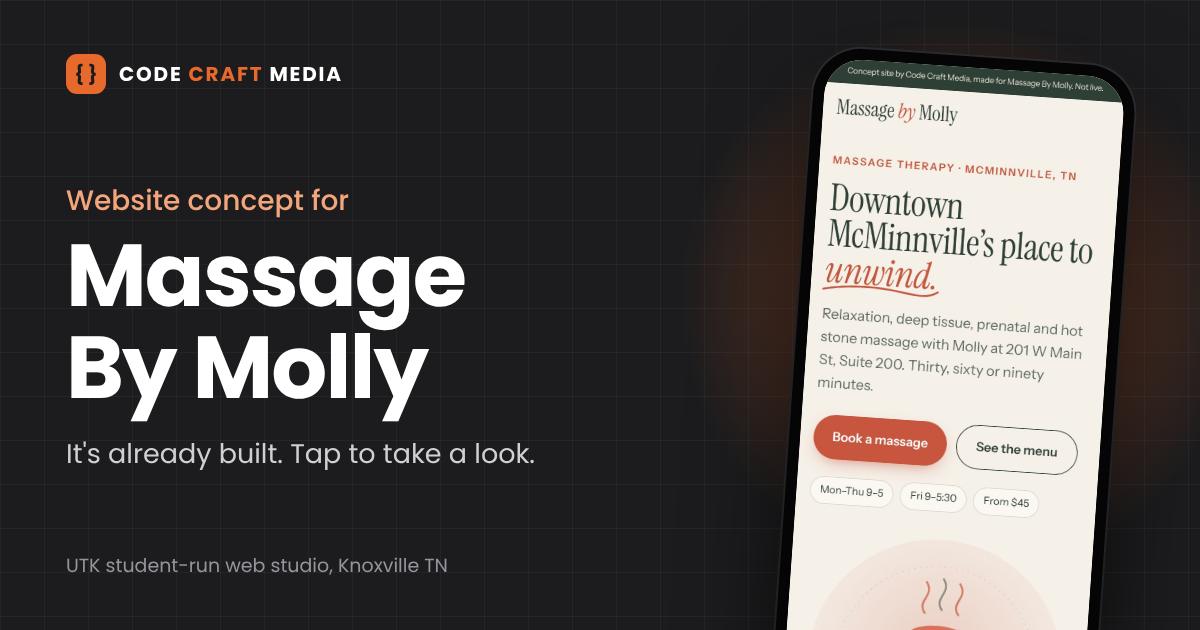 { } CODE CRAFT MEDIA
Website concept for
Massage
By Molly
It's already built. Tap to take a look.
UTK student-run web studio, Knoxville TN
Concept site by Code Craft Media, made for Massage By Molly. Not live.
Massage by Molly
MASSAGE THERAPY · MCMINNVILLE, TN
Downtown
McMinnville's place to
unwind.
Relaxation, deep tissue, prenatal and hot
stone massage with Molly at 201 W Main
St, Suite 200. Thirty, sixty or ninety
minutes.
Book a massage
See the menu
Mon–Thu 9–5
Fri 9–5:30
From $45